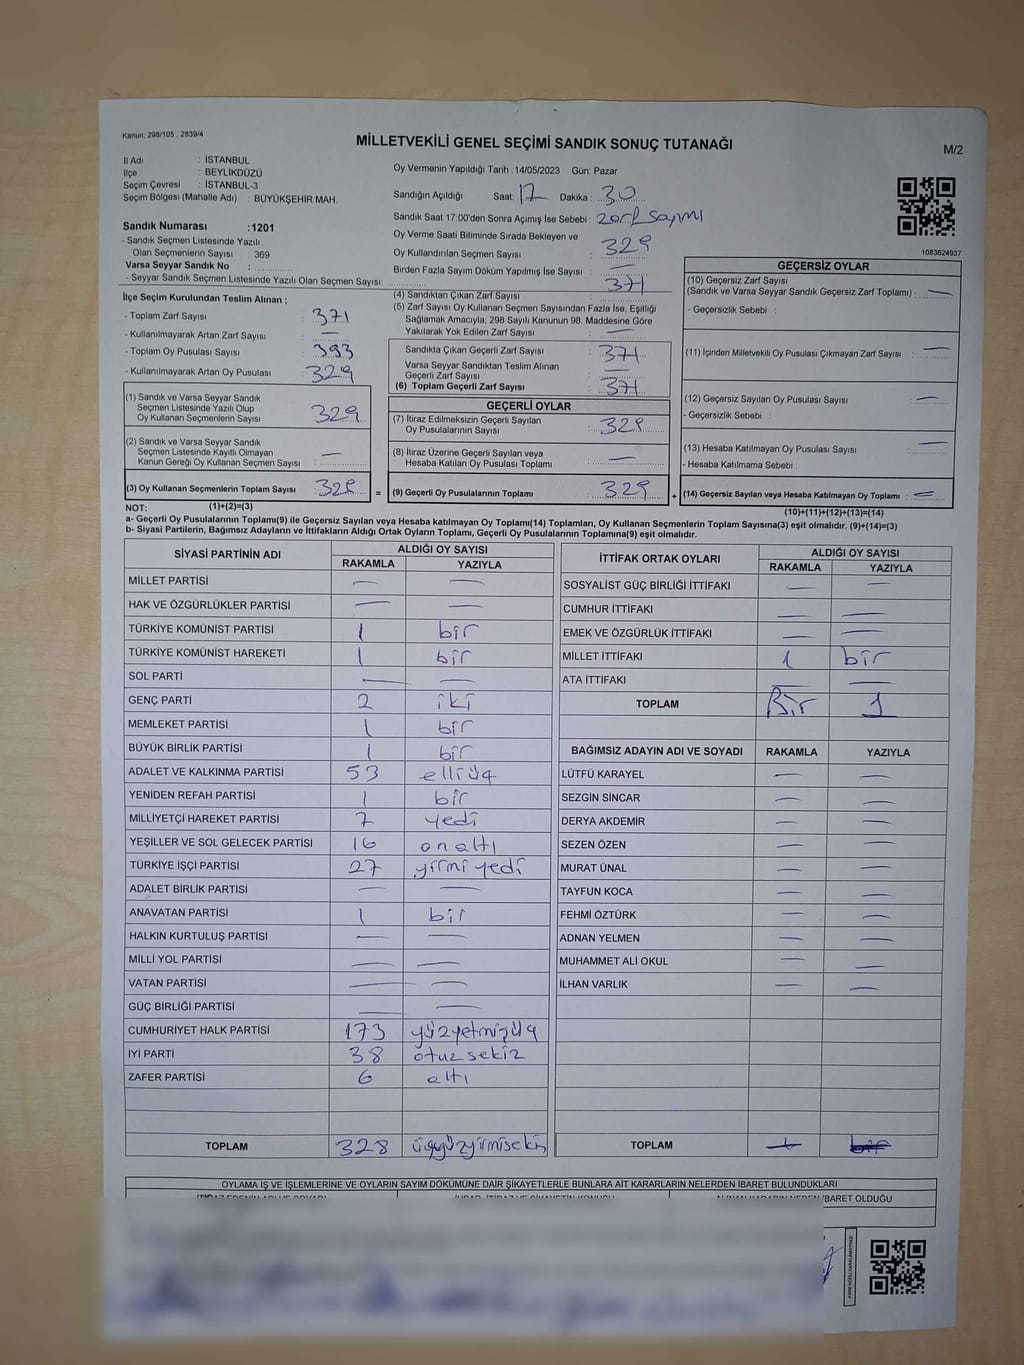 Kanun: 298/105 , 2839/4
MİLLETVEKİLİ GENEL SEÇİMİ SANDIK SONUÇ TUTANAĞI
M/2
İl Adı : İSTANBUL
İlçe : BEYLİKDÜZÜ
Seçim Çevresi : İSTANBUL-3
Seçim Bölgesi (Mahalle Adı) : BÜYÜKŞEHİR MAH.
Oy Vermenin Yapıldığı Tarih : 14/05/2023 Gün: Pazar
Sandığın Açıldığı Saat: 17 Dakika : 30
Sandık Saat 17:00'den Sonra Açımış İse Sebebi : zarf sayımı
Sandık Numarası :1201
- Sandık Seçmen Listesinde Yazılı
Olan Seçmenlerin Sayısı : 369
Varsa Seyyar Sandık No :
- Seyyar Sandık Seçmen Listesinde Yazılı Olan Seçmen Sayısı:
Oy Verme Saati Bitiminde Sırada Bekleyen ve
Oy Kullandırılan Seçmen Sayısı : 329
Birden Fazla Sayım Döküm Yapılmış İse Sayısı : —
1083624937
İlçe Seçim Kurulundan Teslim Alınan ;
- Toplam Zarf Sayısı : 371
- Kullanılmayarak Artan Zarf Sayısı : —
- Toplam Oy Pusulası Sayısı : 393
- Kullanılmayarak Artan Oy Pusulası : 329
(1) Sandık ve Varsa Seyyar Sandık
Seçmen Listesinde Yazılı Olup
Oy Kullanan Seçmenlerin Sayısı : 329
(2) Sandık ve Varsa Seyyar Sandık
Seçmen Listesinde Kayıtlı Olmayan
Kanun Gereği Oy Kullanan Seçmen Sayısı : —
(3) Oy Kullanan Seçmenlerin Toplam Sayısı : 329 =
(4) Sandıktan Çıkan Zarf Sayısı : 371
(5) Zarf Sayısı Oy Kullanan Seçmen Sayısından Fazla İse, Eşitliği
Sağlamak Amacıyla; 298 Sayılı Kanunun 98. Maddesine Göre
Yakılarak Yok Edilen Zarf Sayısı : —
Sandıkta Çıkan Geçerli Zarf Sayısı : 371
Varsa Seyyar Sandıktan Teslim Alınan
Geçerli Zarf Sayısı : —
(6) Toplam Geçerli Zarf Sayısı : 371
GEÇERLİ OYLAR
(7) İtiraz Edilmeksizin Geçerli Sayılan
Oy Pusulalarının Sayısı : 329
(8) İtiraz Üzerine Geçerli Sayılan veya
Hesaba Katılan Oy Pusulası Toplamı : —
(9) Geçerli Oy Pusulalarının Toplamı : 329 +
GEÇERSİZ OYLAR
(10) Geçersiz Zarf Sayısı
(Sandık ve Varsa Seyyar Sandık Geçersiz Zarf Toplamı) : —
- Geçersizlik Sebebi :
(11) İçinden Milletvekili Oy Pusulası Çıkmayan Zarf Sayısı : —
(12) Geçersiz Sayılan Oy Pusulası Sayısı : —
- Geçersizlik Sebebi :
(13) Hesaba Katılmayan Oy Pusulası Sayısı : —
- Hesaba Katılmama Sebebi :
(14) Geçersiz Sayılan veya Hesaba Katılmayan Oy Toplamı : —
NOT: (1)+(2)=(3) (10)+(11)+(12)+(13)=(14)
a- Geçerli Oy Pusulalarının Toplamı(9) ile Geçersiz Sayılan veya Hesaba katılmayan Oy Toplamı(14) Toplamları, Oy Kullanan Seçmenlerin Toplam Sayısına(3) eşit olmalıdır. (9)+(14)=(3)
b- Siyasi Partilerin, Bağımsız Adayların ve İttifakların Aldığı Ortak Oyların Toplamı, Geçerli Oy Pusulalarının Toplamına(9) eşit olmalıdır.
SİYASİ PARTİNİN ADI ALDIĞI OY SAYISI
RAKAMLA YAZIYLA
MİLLET PARTİSİ — —
HAK VE ÖZGÜRLÜKLER PARTİSİ — —
TÜRKİYE KOMÜNİST PARTİSİ 1 bir
TÜRKİYE KOMÜNİST HAREKETİ 1 bir
SOL PARTİ — —
GENÇ PARTİ 2 iki
MEMLEKET PARTİSİ 1 bir
BÜYÜK BİRLİK PARTİSİ 1 bir
ADALET VE KALKINMA PARTİSİ 53 elliüç
YENİDEN REFAH PARTİSİ 1 bir
MİLLİYETÇİ HAREKET PARTİSİ 7 yedi
YEŞİLLER VE SOL GELECEK PARTİSİ 16 onaltı
TÜRKİYE İŞÇİ PARTİSİ 27 yirmi yedi
ADALET BİRLİK PARTİSİ — —
ANAVATAN PARTİSİ 1 bir
HALKIN KURTULUŞ PARTİSİ — —
MİLLİ YOL PARTİSİ — —
VATAN PARTİSİ — —
GÜÇ BİRLİĞİ PARTİSİ — —
CUMHURİYET HALK PARTİSİ 173 yüzyetmişüç
İYİ PARTİ 38 otuzsekiz
ZAFER PARTİSİ 6 altı
TOPLAM 328 üçyüzyirmisekiz
İTTİFAK ORTAK OYLARI ALDIĞI OY SAYISI
RAKAMLA YAZIYLA
SOSYALİST GÜÇ BİRLİĞİ İTTİFAKI — —
CUMHUR İTTİFAKI — —
EMEK VE ÖZGÜRLÜK İTTİFAKI — —
MİLLET İTTİFAKI 1 bir
ATA İTTİFAKI — —
TOPLAM Bir 1
BAĞIMSIZ ADAYIN ADI VE SOYADI RAKAMLA YAZIYLA
LÜTFÜ KARAYEL — —
SEZGİN SİNCAR — —
DERYA AKDEMİR — —
SEZEN ÖZEN — —
MURAT ÜNAL — —
TAYFUN KOCA — —
FEHMİ ÖZTÜRK — —
ADNAN YELMEN — —
MUHAMMET ALİ OKUL — —
İLHAN VARLIK — —
TOPLAM
OYLAMA İŞ VE İŞLEMLERİNE VE OYLARIN SAYIM DÖKÜMÜNE DAİR ŞİKAYETLERLE BUNLARA AİT KARARLARIN NELERDEN İBARET BULUNDUKLARI
İBARET OLDUĞU